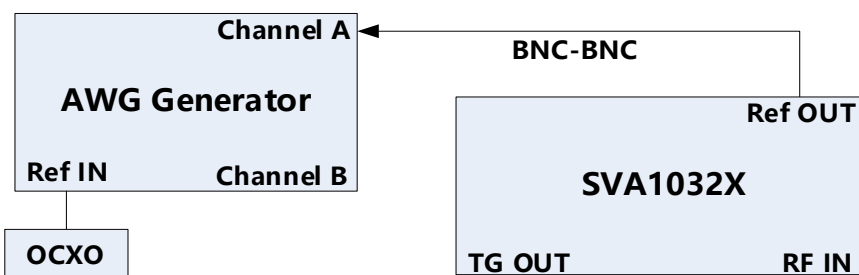 Channel A
BNC-BNC
AWG Generator
Ref OUT
Ref IN
Channel B
SVA1032X
OCXO
TG OUT
RF IN